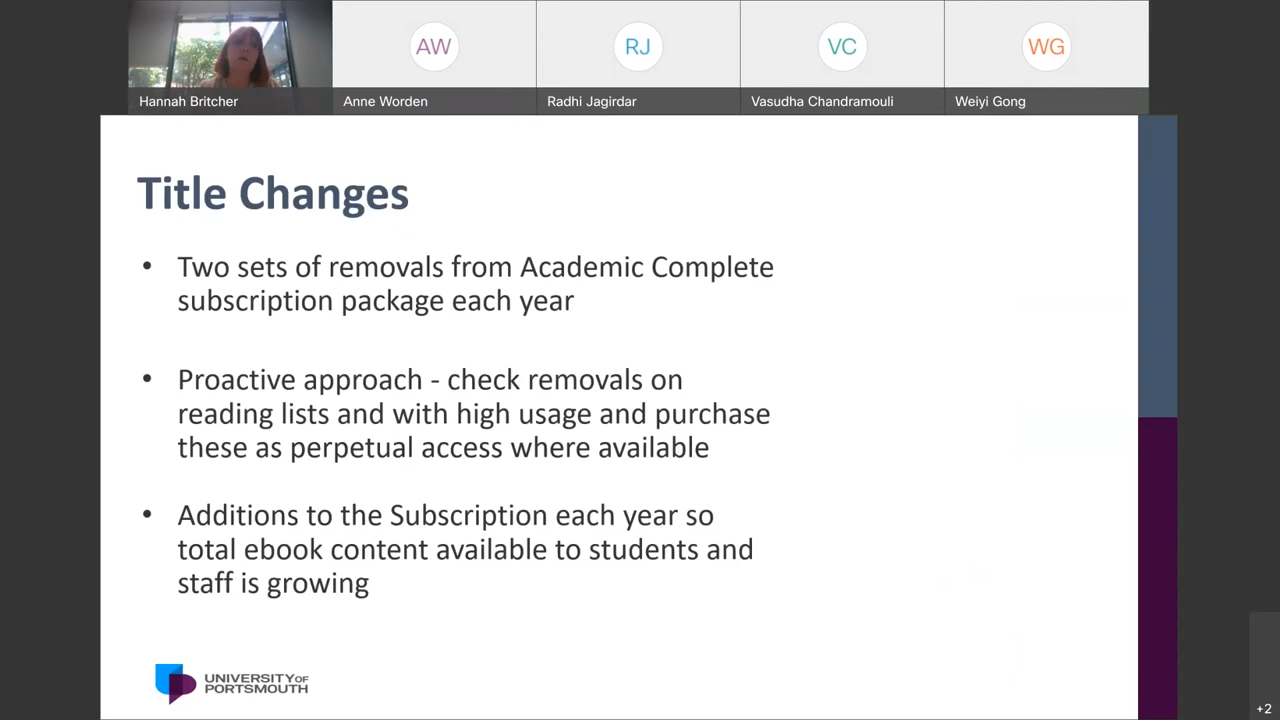 AW
RJ
VC
WG
Hannah Britcher
Anne Worden
Radhi Jagirdar
Vasudha Chandramouli
Weiyi Gong
Title Changes
• Two sets of removals from Academic Complete
subscription package each year
• Proactive approach - check removals on
reading lists and with high usage and purchase
these as perpetual access where available
• Additions to the Subscription each year so
total ebook content available to students and
staff is growing
UNIVERSITY OF
PORTSMOUTH
+2